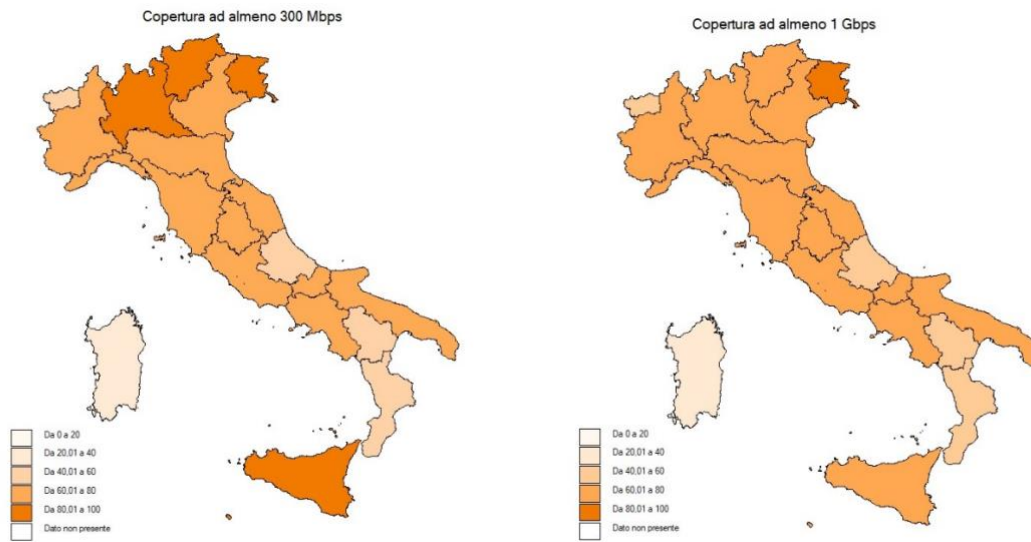 Copertura ad almeno 300 Mbps
Da 0 a 20
Da 20,01 a 40
Da 40,01 a 60
Da 60,01 a 80
Da 80,01 a 100
Dato non presente
Copertura ad almeno 1 Gbps
Da 0 a 20
Da 20,01 a 40
Da 40,01 a 60
Da 60,01 a 80
Da 80,01 a 100
Dato non presente